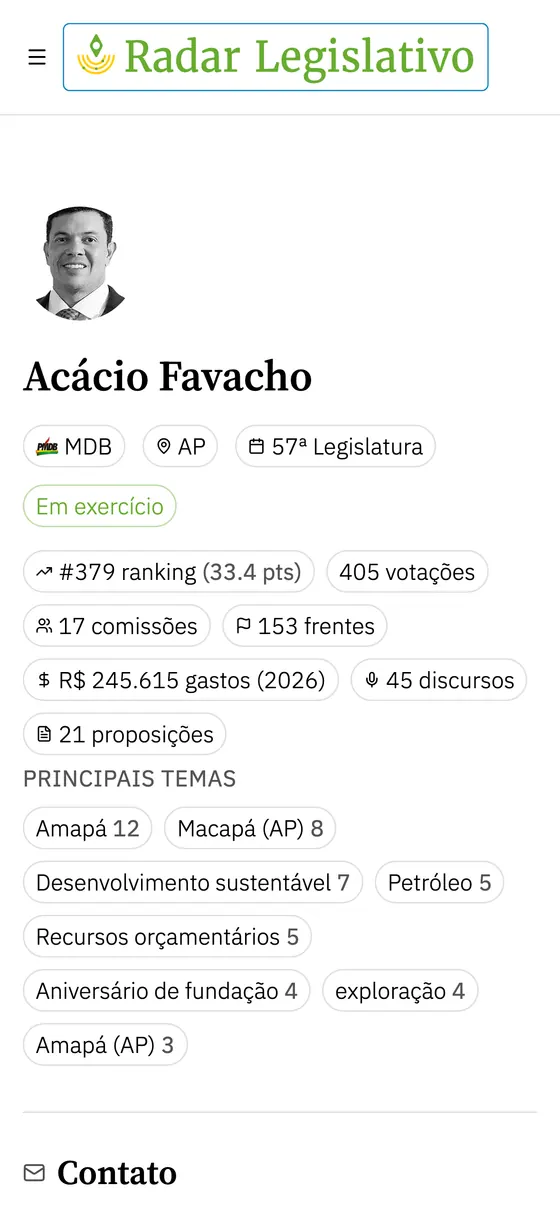 Radar Legislativo
Acácio Favacho
PMDB MDB AP 57ª Legislatura
Em exercício
#379 ranking (33.4 pts) 405 votações
17 comissões 153 frentes
R$ 245.615 gastos (2026) 45 discursos
21 proposições
PRINCIPAIS TEMAS
Amapá 12 Macapá (AP) 8
Desenvolvimento sustentável 7 Petróleo 5
Recursos orçamentários 5
Aniversário de fundação 4 exploração 4
Amapá (AP) 3
Contato